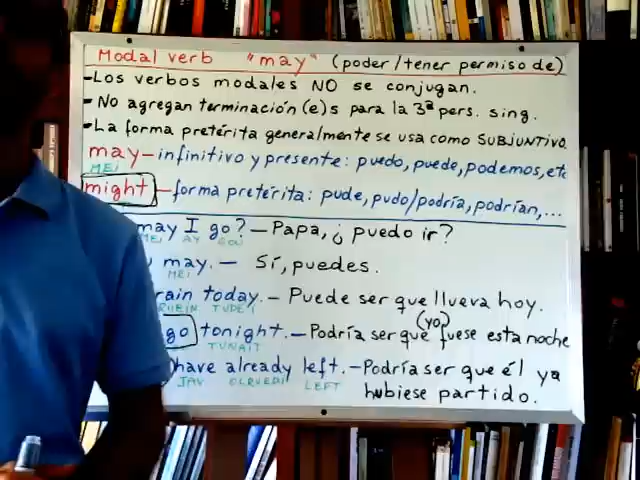 Modal verb "may" (poder/tener permiso de)
-Los verbos modales NO se conjugan.
-No agregan terminación (e)s para la 3ª pers. sing.
-La forma pretérita generalmente se usa como SUBJUNTIVO.
may-infinitivo y presente: puedo, puede, podemos, etc
MEI
might-forma pretérita: pude, pudo/podría, podrían,...
may I go? - Papa, ¿puedo ir?
MEI AY GOU
may. - Sí, puedes.
MEI
rain today. - Puede ser que llueva hoy.
(yo)
go tonight. - Podría ser que fuese esta noche
TUNAIT
have already left. - Podría ser que él ya
JAV OLRVEDI LEFT hubiese partido.